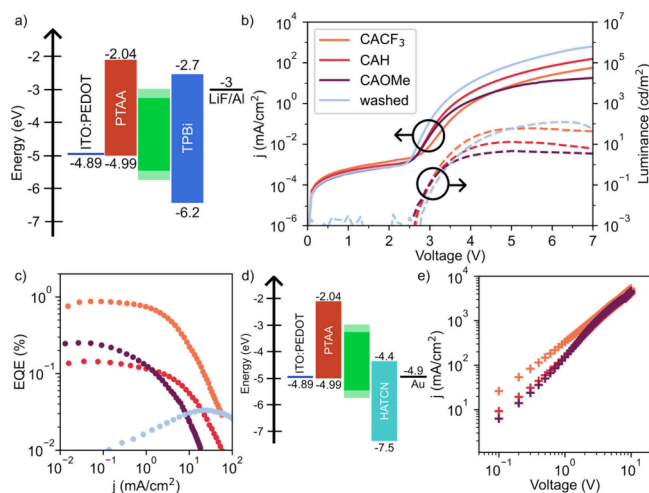 a)
Energy (eV)
-2
-3
-4
-5
-6
-7
ITO:PEDOT
-4.89
-2.04
PTAA
-4.99
-2.7
TPBi
-6.2
-3
LiF/Al
b)
j (mA/cm²)
10⁴
10²
10⁰
10⁻²
10⁻⁴
10⁻⁶
CACF₃
CAH
CAOMe
washed
10⁷
10⁵
10³
10¹
10⁻¹
10⁻³
Luminance (cd/m²)
0 1 2 3 4 5 6 7
Voltage (V)
c)
EQE (%)
10⁰
10⁻¹
10⁻²
10⁻² 10⁻¹ 10⁰ 10¹ 10²
j (mA/cm²)
d)
Energy (eV)
-2
-3
-4
-5
-6
-7
ITO:PEDOT
-4.89
-2.04
PTAA
-4.99
-4.4
HATCN
-7.5
-4.9
Au
e)
j (mA/cm²)
10⁴
10³
10²
10¹
10⁻¹ 10⁰ 10¹
Voltage (V)